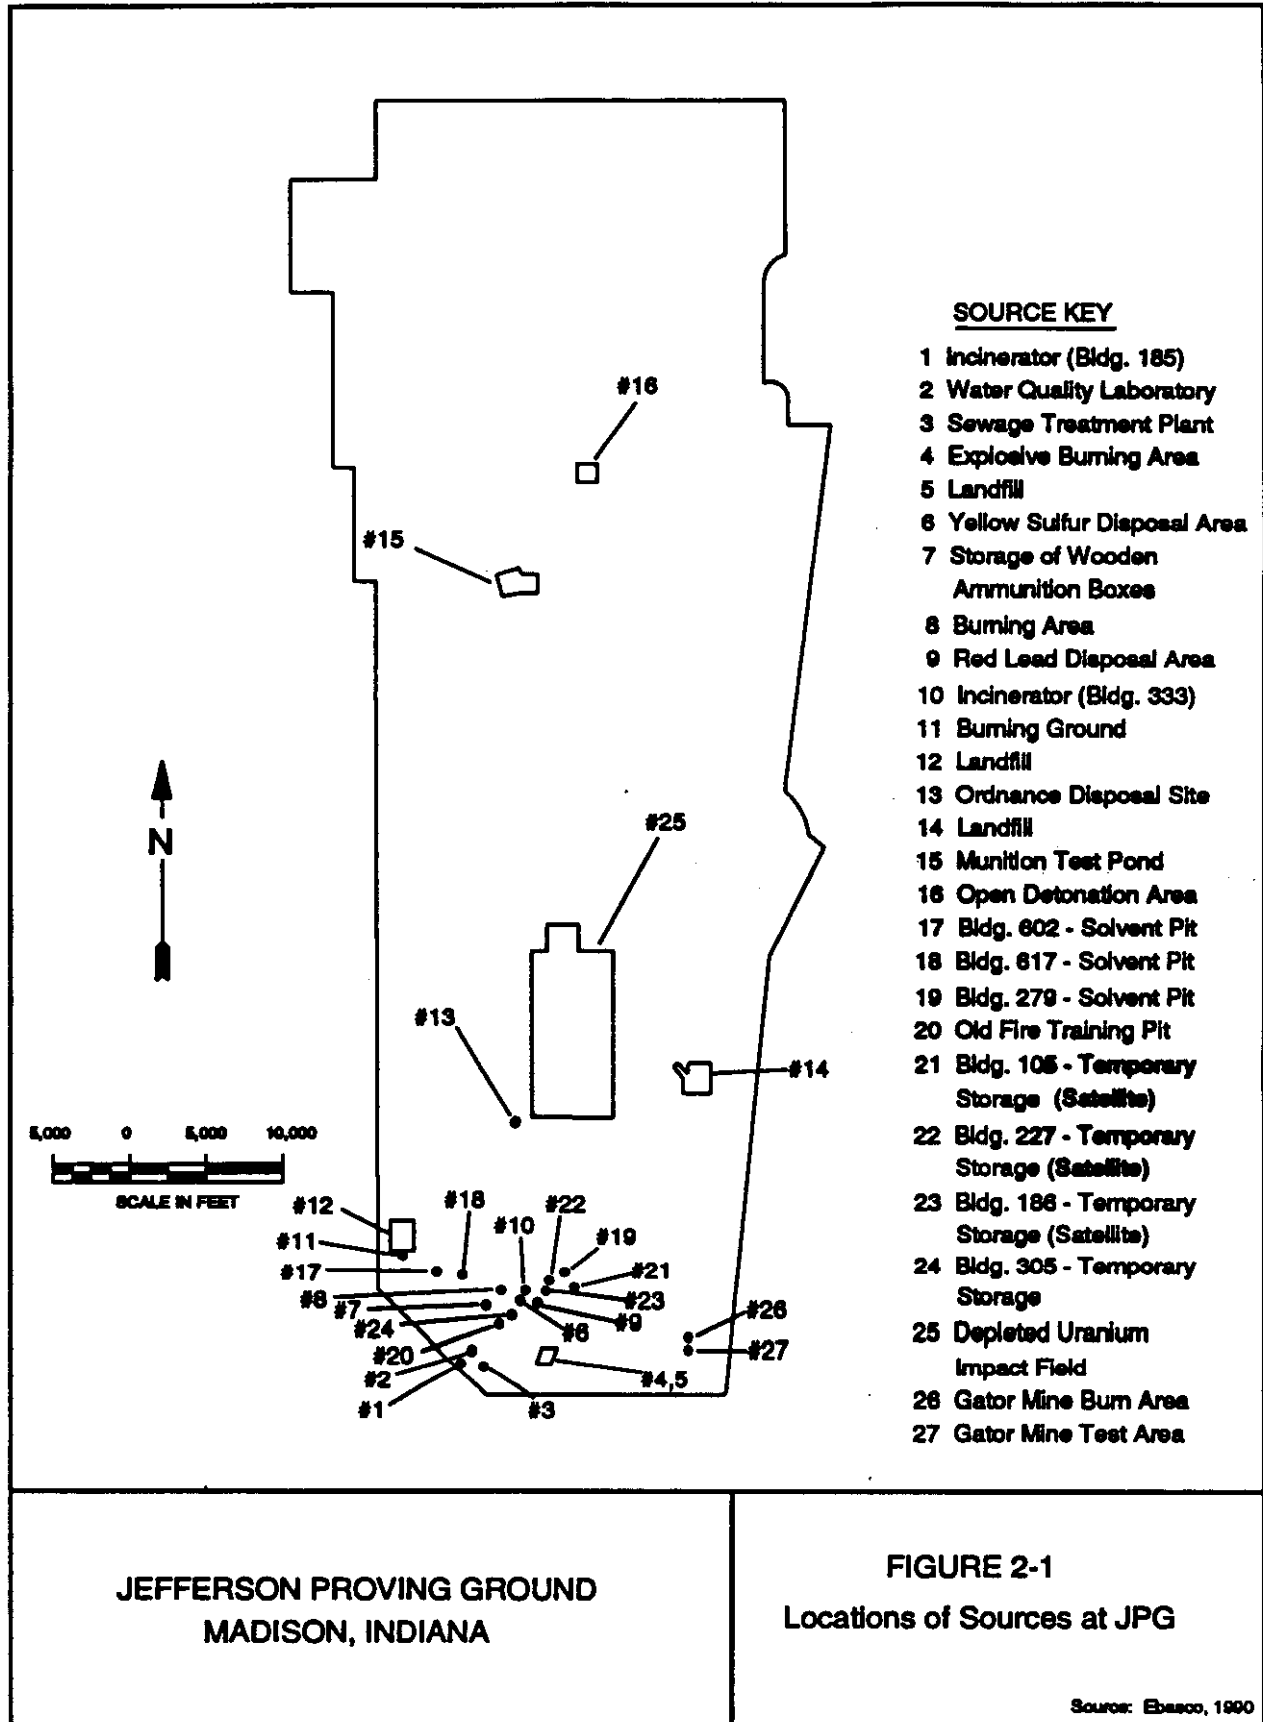 #16
#15
#25
#13
#14
N
5,000 0 5,000 10,000
SCALE IN FEET
#12
#11
#17
#18
#10
#22
#19
#21
#8
#7
#24
#20
#2
#1
#3
#6
#9
#23
#4,5
#26
#27
SOURCE KEY
1 Incinerator (Bldg. 185)
2 Water Quality Laboratory
3 Sewage Treatment Plant
4 Explosive Burning Area
5 Landfill
6 Yellow Sulfur Disposal Area
7 Storage of Wooden
Ammunition Boxes
8 Burning Area
9 Red Lead Disposal Area
10 Incinerator (Bldg. 333)
11 Burning Ground
12 Landfill
13 Ordnance Disposal Site
14 Landfill
15 Munition Test Pond
16 Open Detonation Area
17 Bldg. 602 - Solvent Pit
18 Bldg. 617 - Solvent Pit
19 Bldg. 279 - Solvent Pit
20 Old Fire Training Pit
21 Bldg. 105 - Temporary
Storage (Satellite)
22 Bldg. 227 - Temporary
Storage (Satellite)
23 Bldg. 186 - Temporary
Storage (Satellite)
24 Bldg. 305 - Temporary
Storage
25 Depleted Uranium
Impact Field
26 Gator Mine Burn Area
27 Gator Mine Test Area
JEFFERSON PROVING GROUND
MADISON, INDIANA
FIGURE 2-1
Locations of Sources at JPG
Source: Ebasco, 1990